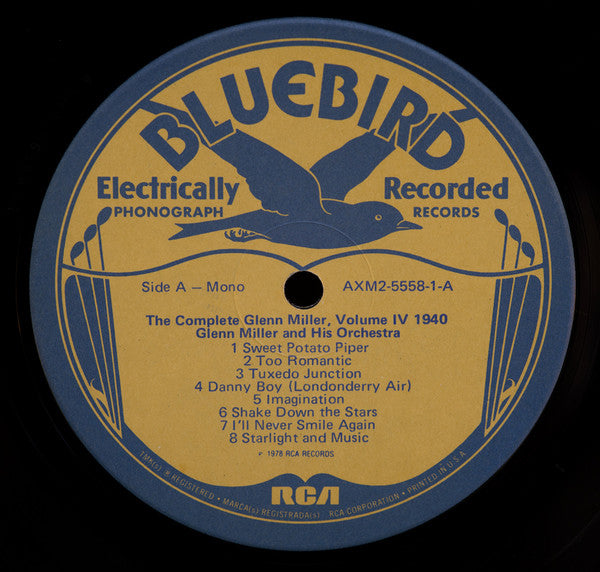 BLUEBIRD
Electrically Recorded
PHONOGRAPH RECORDS
Side A – Mono AXM2-5558-1-A
The Complete Glenn Miller, Volume IV 1940
Glenn Miller and His Orchestra
1 Sweet Potato Piper
2 Too Romantic
3 Tuxedo Junction
4 Danny Boy (Londonderry Air)
5 Imagination
6 Shake Down the Stars
7 I'll Never Smile Again
8 Starlight and Music
℗ 1978 RCA RECORDS
RCA
TMK(s) ® REGISTERED • MARCA(s) REGISTRADA(s) • RCA CORPORATION • PRINTED IN U.S.A